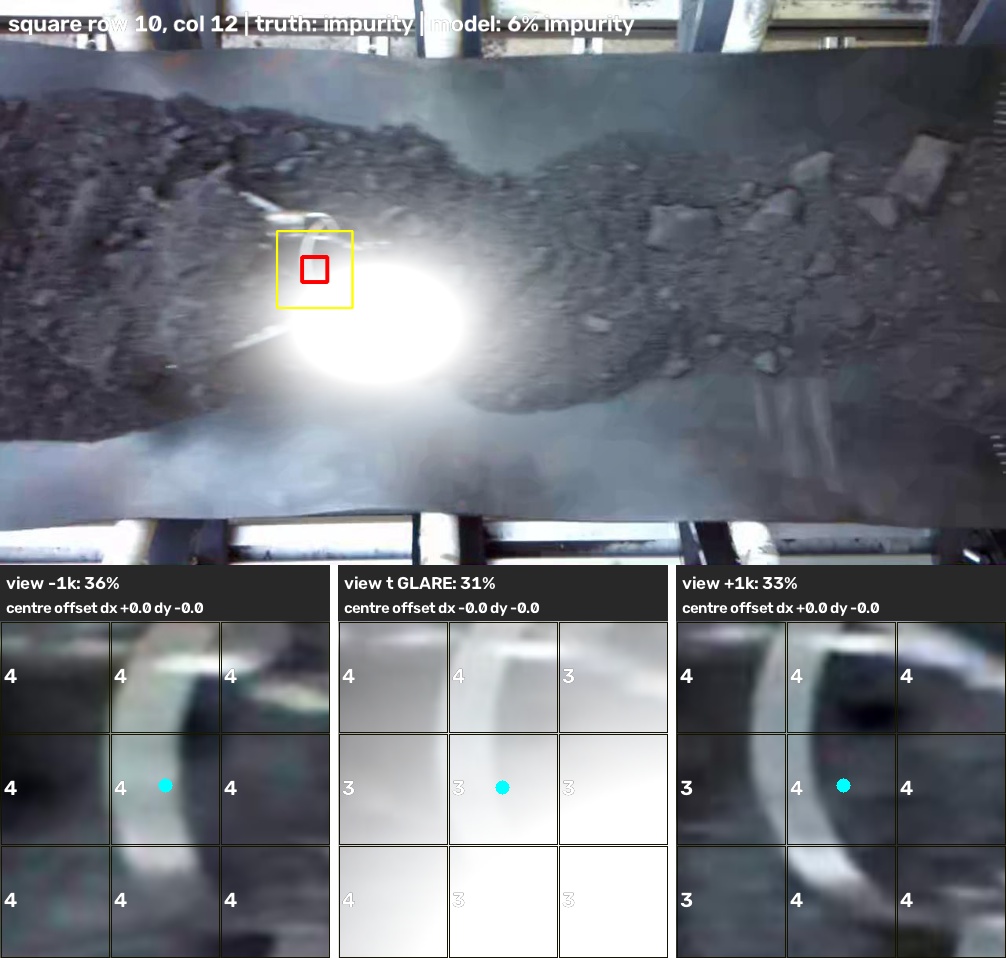 square row 10, col 12 | truth: impurity | model: 6% impurity
view -1k: 36%
centre offset dx +0.0 dy -0.0
view t GLARE: 31%
centre offset dx -0.0 dy -0.0
view +1k: 33%
centre offset dx +0.0 dy -0.0
4 4 4
4 4 4
4 4 4
4 4 3
3 3 3
4 3 3
4 4 4
3 4 4
3 4 4